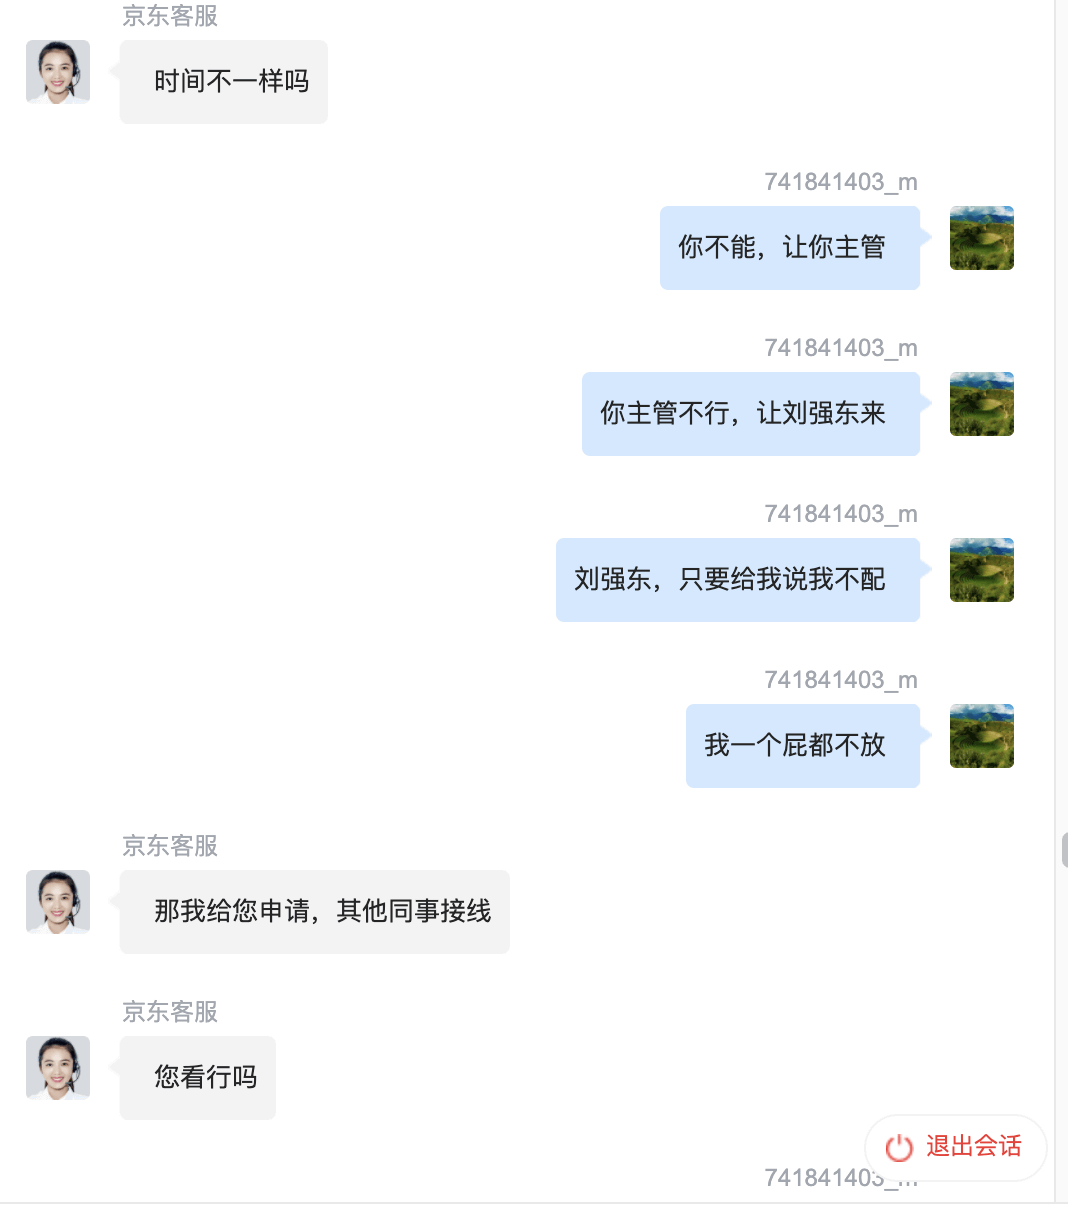 京东客服
时间不一样吗
741841403_m
你不能，让你主管
741841403_m
你主管不行，让刘强东来
741841403_m
刘强东，只要给我说我不配
741841403_m
我一个屁都不放
京东客服
那我给您申请，其他同事接线
京东客服
您看行吗
退出会话
741841403_m